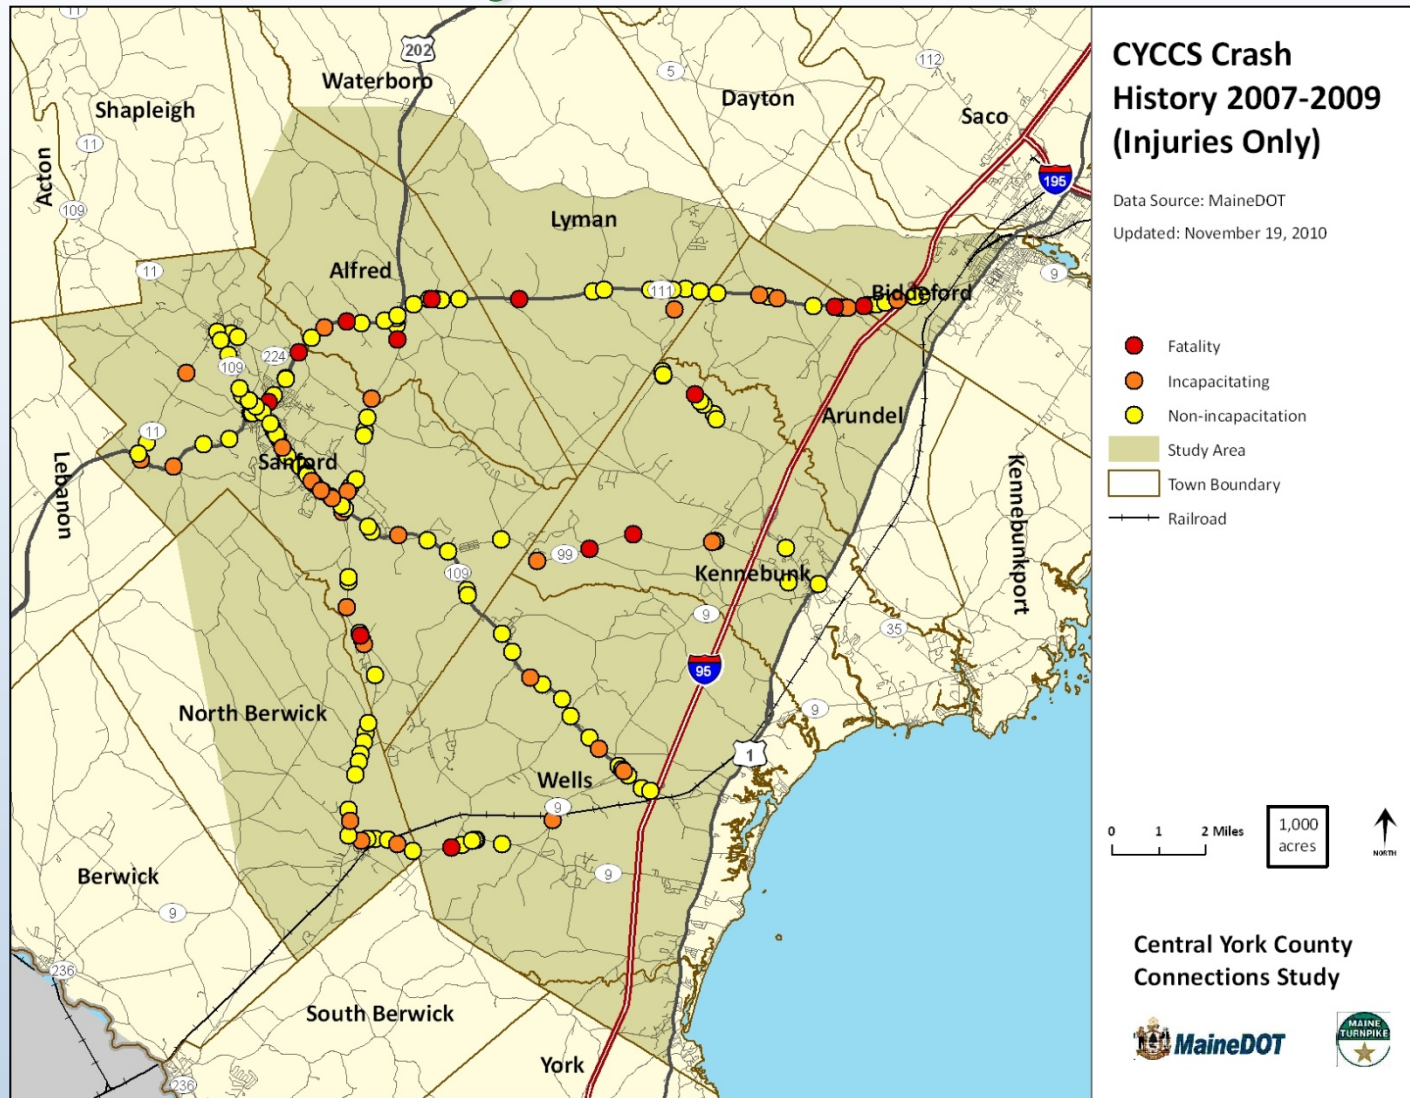 202
Waterboro
5
112
Dayton
Saco
Shapleigh
11
Acton
109
195
Lyman
11
Alfred
9
111
Biddeford
224
109
Arundel
11
Sanford
Lebanon
Kennebunkport
99
109
Kennebunk
9
35
95
North Berwick
9
1
Wells
9
9
Berwick
9
236
South Berwick
York
236
CYCCS Crash
History 2007-2009
(Injuries Only)
Data Source: MaineDOT
Updated: November 19, 2010
Fatality
Incapacitating
Non-incapacitation
Study Area
Town Boundary
Railroad
0 1 2 Miles
1,000
acres
NORTH
Central York County
Connections Study
MaineDOT
MAINE
TURNPIKE